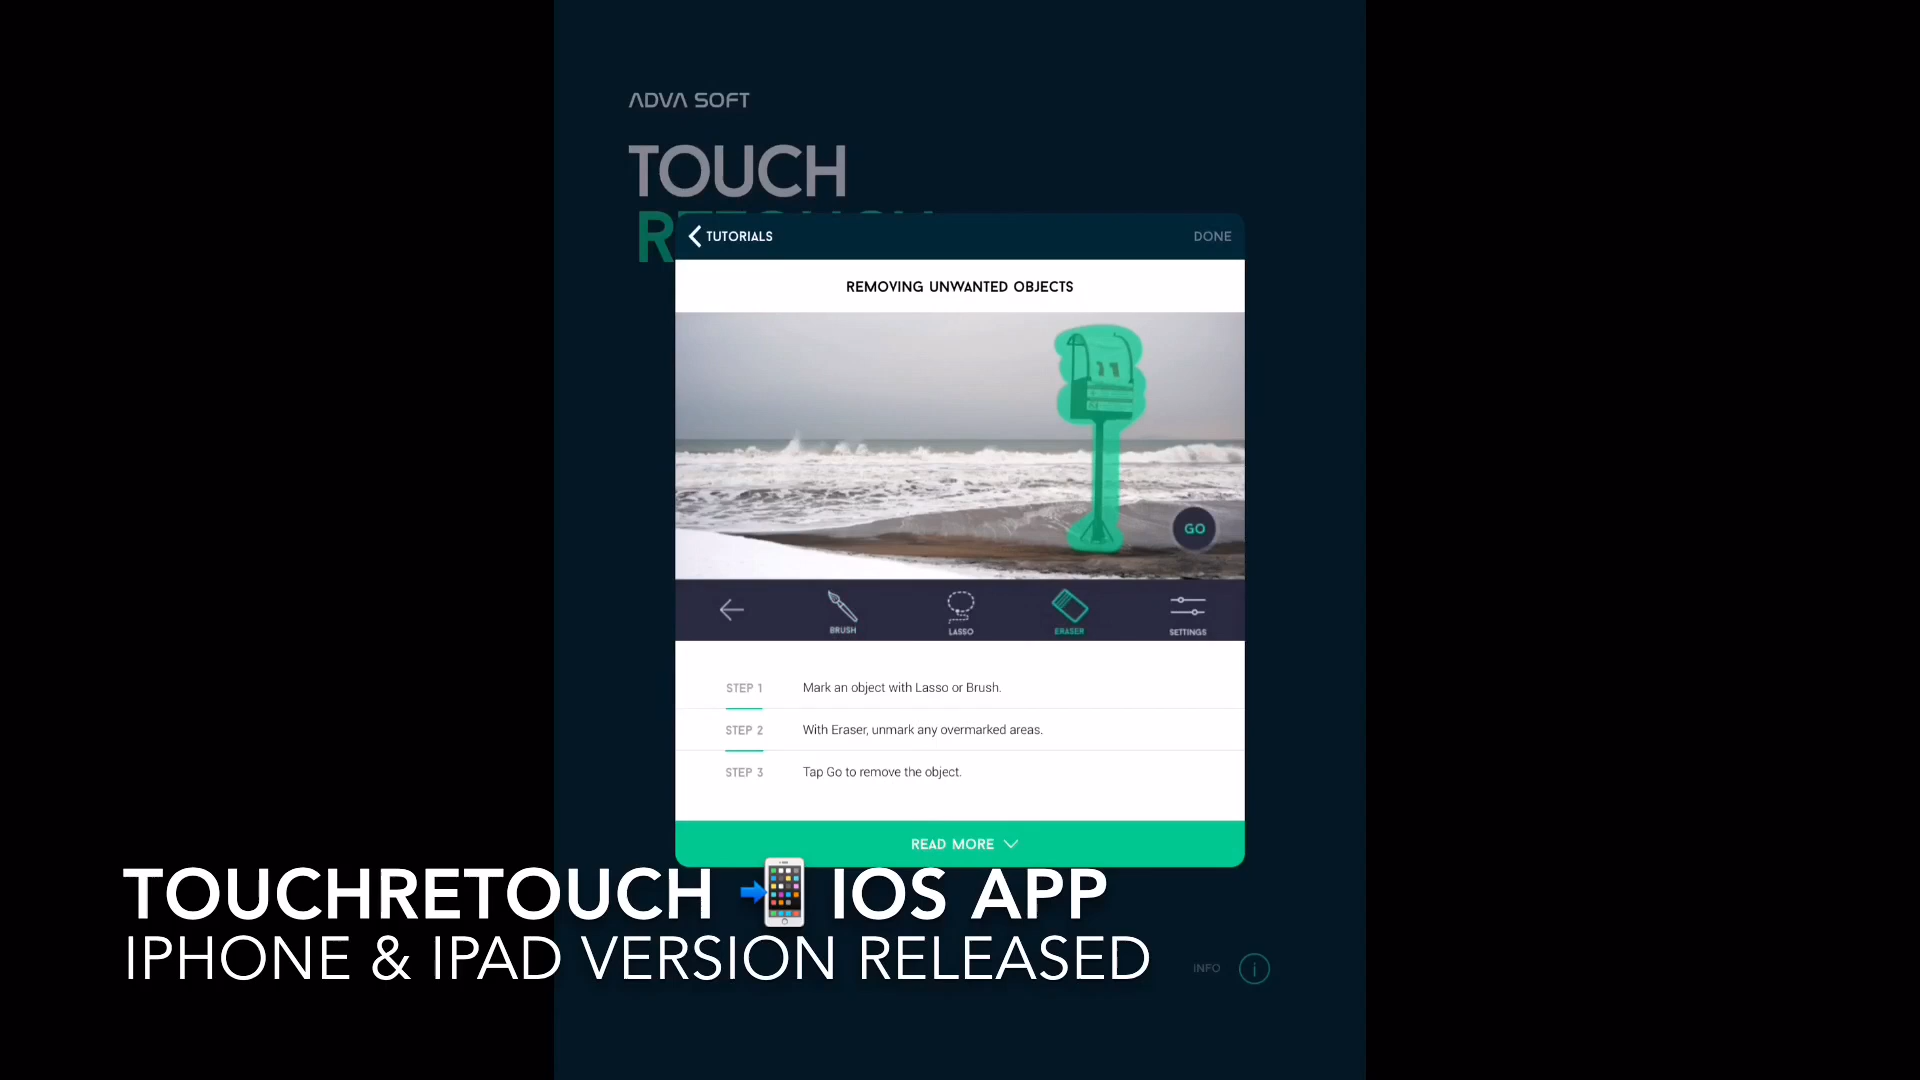 ADVA SOFT
TOUCH
TUTORIALS
DONE
REMOVING UNWANTED OBJECTS
GO
BRUSH
LASSO
ERASER
SETTINGS
STEP 1 Mark an object with Lasso or Brush.
STEP 2 With Eraser, unmark any overmarked areas.
STEP 3 Tap Go to remove the object.
READ MORE
TOUCHRETOUCH 📲 IOS APP
IPHONE & IPAD VERSION RELEASED
INFO i